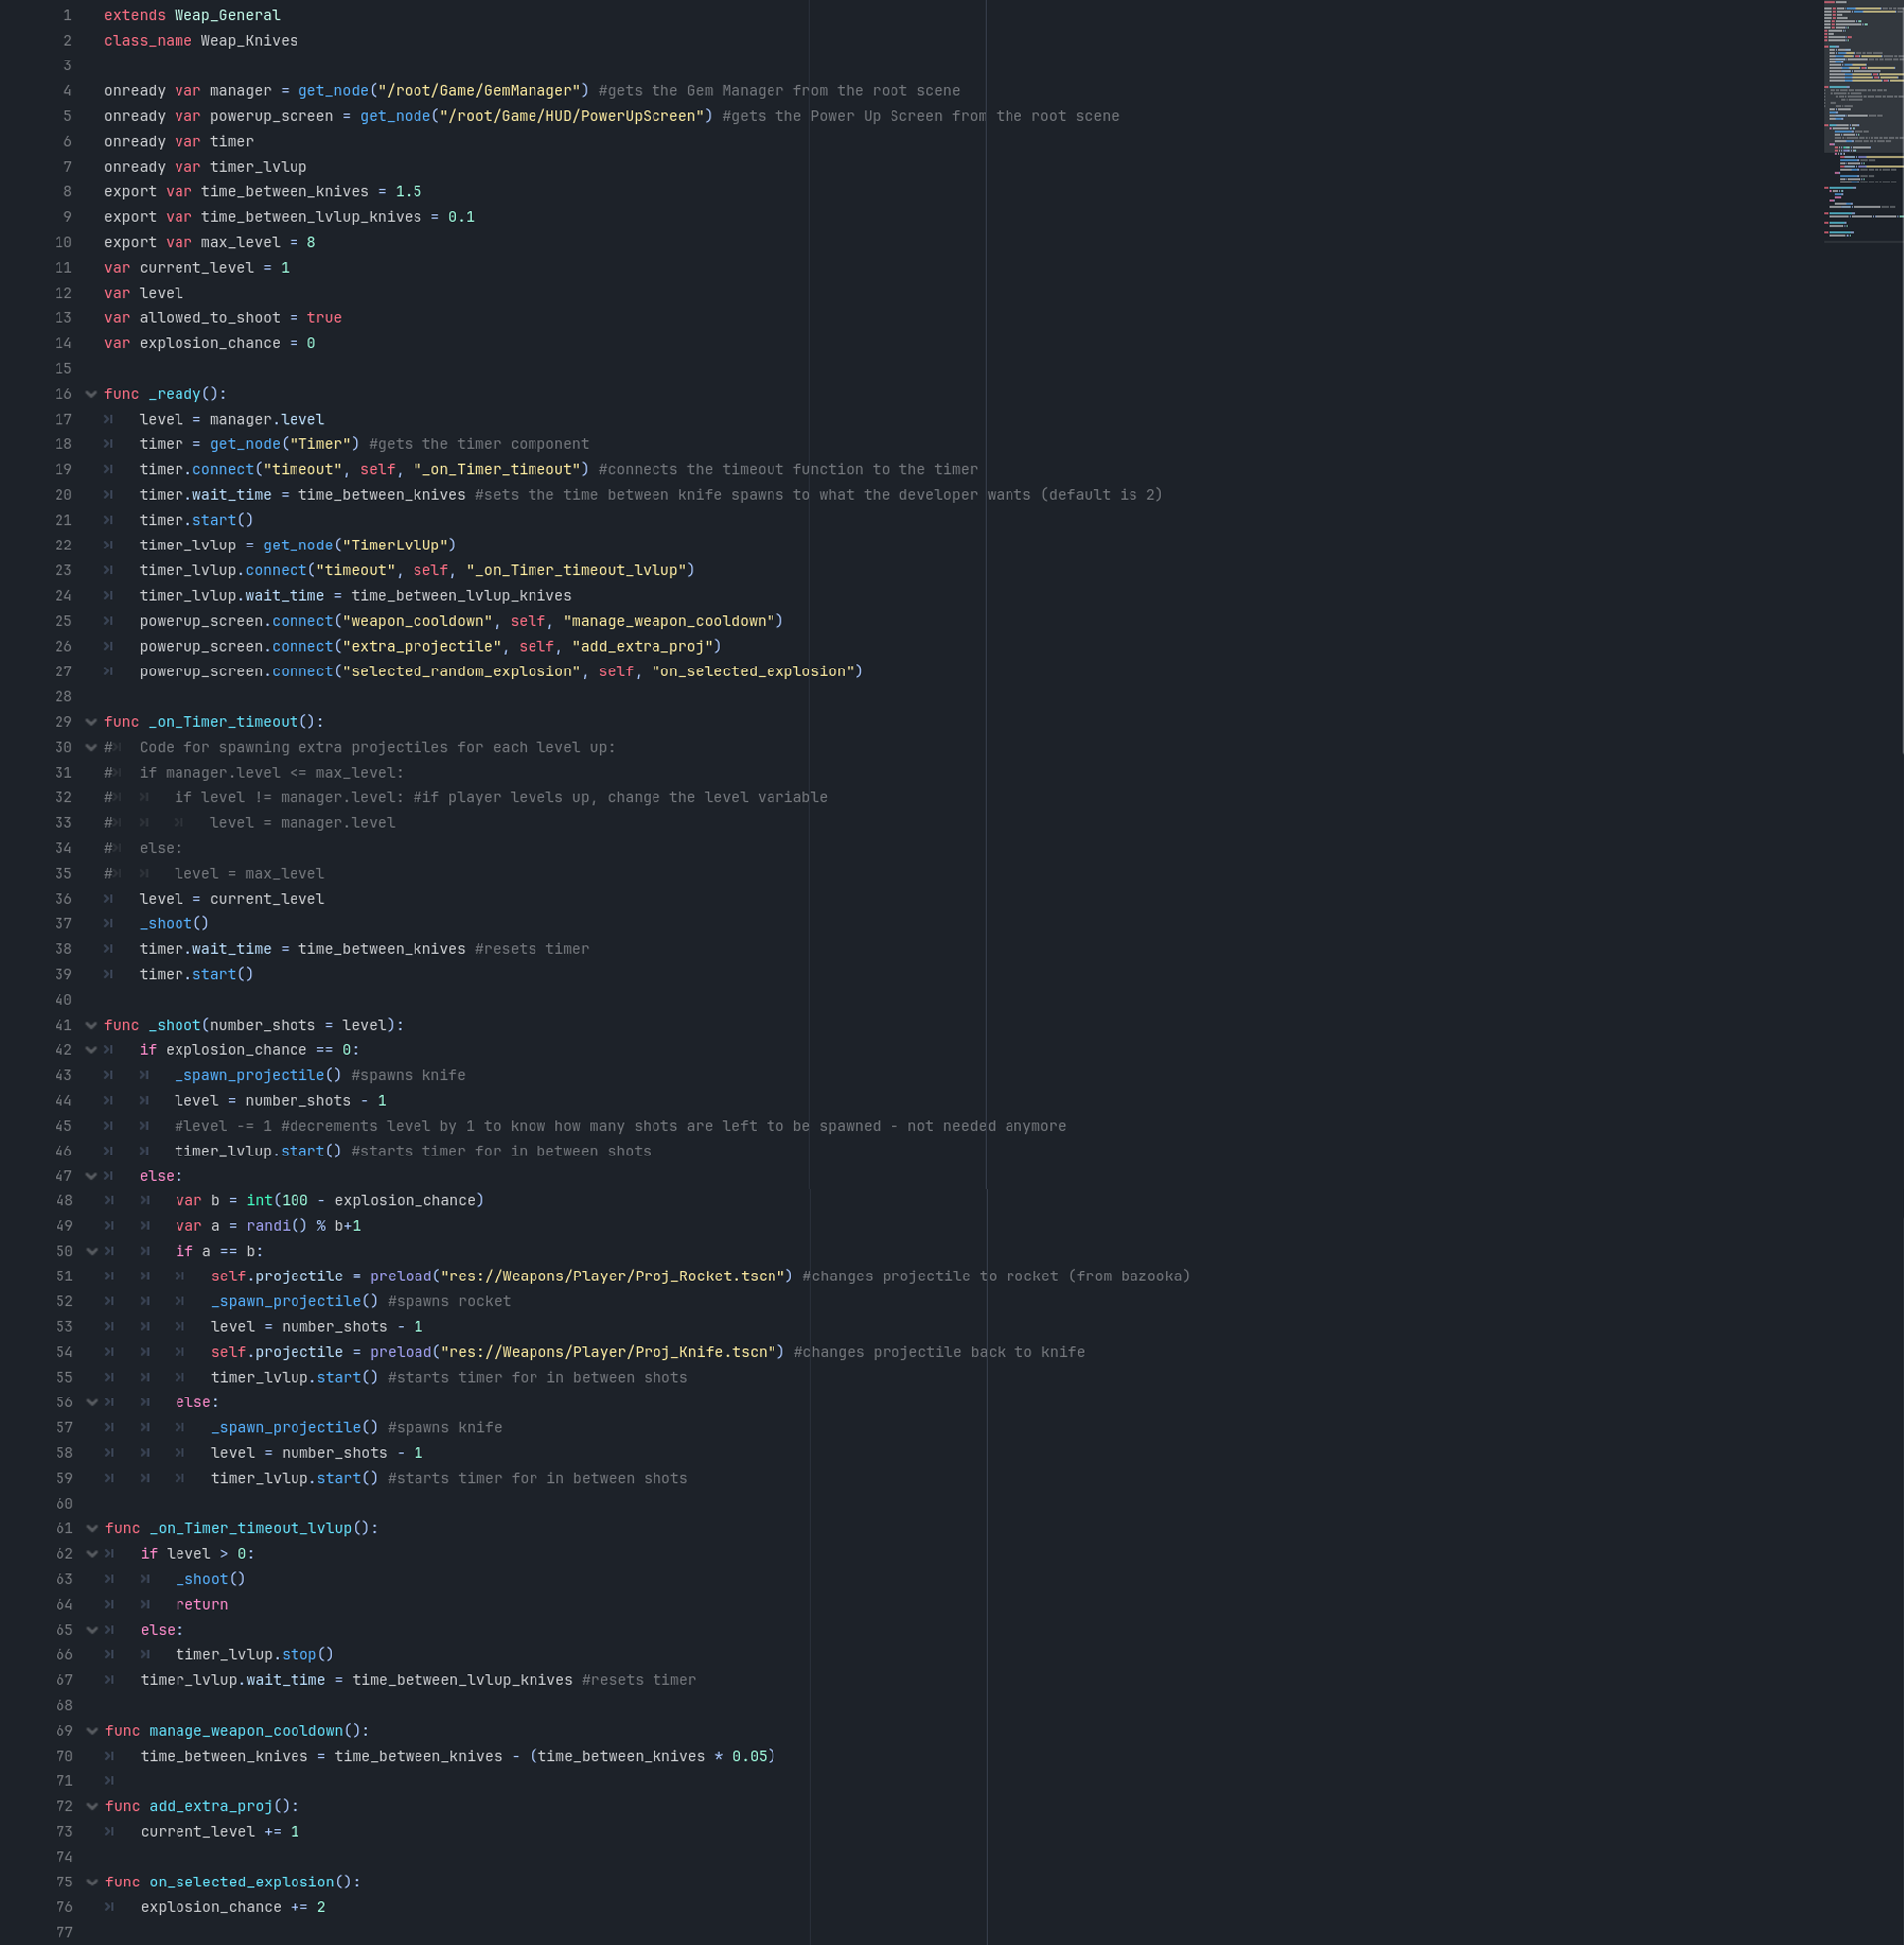 1 extends Weap_General
2 class_name Weap_Knives
3
4 onready var manager = get_node("/root/Game/GemManager") #gets the Gem Manager from the root scene
5 onready var powerup_screen = get_node("/root/Game/HUD/PowerUpScreen") #gets the Power Up Screen from the root scene
6 onready var timer
7 onready var timer_lvlup
8 export var time_between_knives = 1.5
9 export var time_between_lvlup_knives = 0.1
10 export var max_level = 8
11 var current_level = 1
12 var level
13 var allowed_to_shoot = true
14 var explosion_chance = 0
15
16 func _ready():
17 level = manager.level
18 timer = get_node("Timer") #gets the timer component
19 timer.connect("timeout", self, "_on_Timer_timeout") #connects the timeout function to the timer
20 timer.wait_time = time_between_knives #sets the time between knife spawns to what the developer wants (default is 2)
21 timer.start()
22 timer_lvlup = get_node("TimerLvlUp")
23 timer_lvlup.connect("timeout", self, "_on_Timer_timeout_lvlup")
24 timer_lvlup.wait_time = time_between_lvlup_knives
25 powerup_screen.connect("weapon_cooldown", self, "manage_weapon_cooldown")
26 powerup_screen.connect("extra_projectile", self, "add_extra_proj")
27 powerup_screen.connect("selected_random_explosion", self, "on_selected_explosion")
28
29 func _on_Timer_timeout():
30 # Code for spawning extra projectiles for each level up:
31 # if manager.level <= max_level:
32 # if level != manager.level: #if player levels up, change the level variable
33 # level = manager.level
34 # else:
35 # level = max_level
36 level = current_level
37 _shoot()
38 timer.wait_time = time_between_knives #resets timer
39 timer.start()
40
41 func _shoot(number_shots = level):
42 if explosion_chance == 0:
43 _spawn_projectile() #spawns knife
44 level = number_shots - 1
45 #level -= 1 #decrements level by 1 to know how many shots are left to be spawned - not needed anymore
46 timer_lvlup.start() #starts timer for in between shots
47 else:
48 var b = int(100 - explosion_chance)
49 var a = randi() % b+1
50 if a == b:
51 self.projectile = preload("res://Weapons/Player/Proj_Rocket.tscn") #changes projectile to rocket (from bazooka)
52 _spawn_projectile() #spawns rocket
53 level = number_shots - 1
54 self.projectile = preload("res://Weapons/Player/Proj_Knife.tscn") #changes projectile back to knife
55 timer_lvlup.start() #starts timer for in between shots
56 else:
57 _spawn_projectile() #spawns knife
58 level = number_shots - 1
59 timer_lvlup.start() #starts timer for in between shots
60
61 func _on_Timer_timeout_lvlup():
62 if level > 0:
63 _shoot()
64 return
65 else:
66 timer_lvlup.stop()
67 timer_lvlup.wait_time = time_between_lvlup_knives #resets timer
68
69 func manage_weapon_cooldown():
70 time_between_knives = time_between_knives - (time_between_knives * 0.05)
71
72 func add_extra_proj():
73 current_level += 1
74
75 func on_selected_explosion():
76 explosion_chance += 2
77